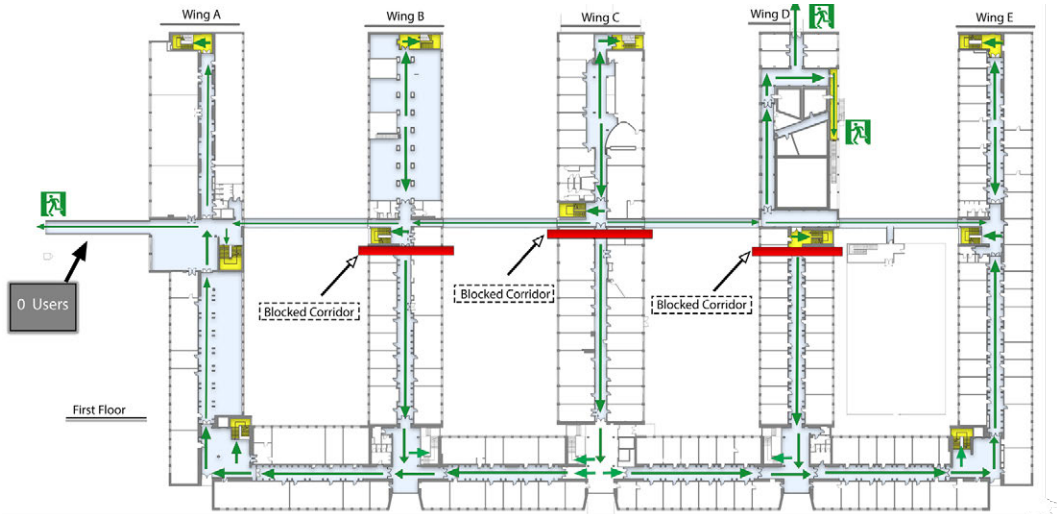 Wing A
Wing B
Wing C
Wing D
Wing E
0 Users
Blocked Corridor
Blocked Corridor
Blocked Corridor
First Floor